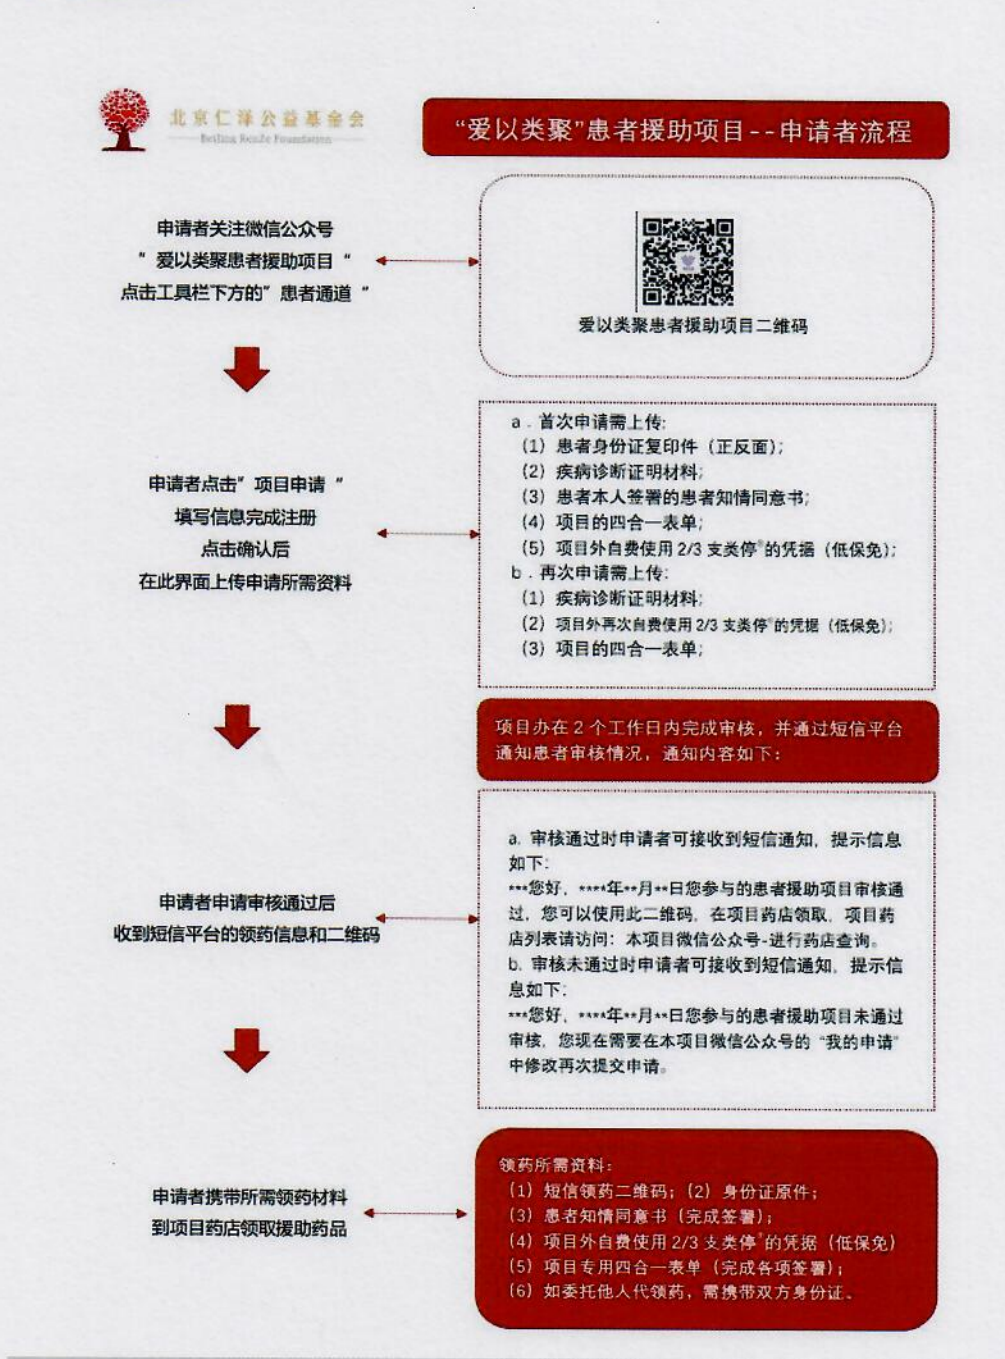 北京仁泽公益基金会
Beijing RenZe Foundation
“爱以类聚”患者援助项目--申请者流程
申请者关注微信公众号
“ 爱以类聚患者援助项目 “
点击工具栏下方的” 患者通道 “
爱以类聚患者援助项目二维码
申请者点击” 项目申请 “
填写信息完成注册
点击确认后
在此界面上传申请所需资料
a．首次申请需上传:
（1）患者身份证复印件（正反面）;
（2）疾病诊断证明材料;
（3）患者本人签署的患者知情同意书;
（4）项目的四合一表单;
（5）项目外自费使用 2/3 支类停®的凭据（低保免）;
b．再次申请需上传:
（1）疾病诊断证明材料;
（2）项目外再次自费使用 2/3 支类停®的凭据（低保免）;
（3）项目的四合一表单;
项目办在 2 个工作日内完成审核，并通过短信平台
通知患者审核情况，通知内容如下:
申请者申请审核通过后
收到短信平台的领药信息和二维码
a. 审核通过时申请者可接收到短信通知，提示信息
如下:
***您好，****年**月**日您参与的患者援助项目审核通
过，您可以使用此二维码，在项目药店领取，项目药
店列表请访问：本项目微信公众号-进行药店查询。
b. 审核未通过时申请者可接收到短信通知，提示信
息如下:
***您好，****年**月**日您参与的患者援助项目未通过
审核，您现在需要在本项目微信公众号的 “我的申请”
中修改再次提交申请。
申请者携带所需领药材料
到项目药店领取援助药品
领药所需资料:
（1）短信领药二维码;（2）身份证原件;
（3）患者知情同意书（完成签署）;
（4）项目外自费使用 2/3 支类停®的凭据（低保免）
（5）项目专用四合一表单（完成各项签署）;
（6）如委托他人代领药，需携带双方身份证。